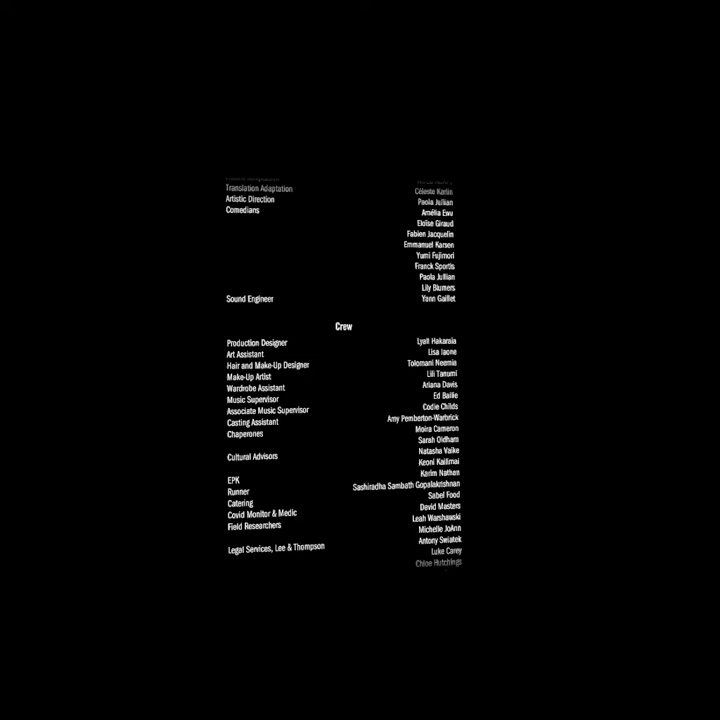 Translation Adaptation Céleste Karlin
Artistic Direction Paola Jullian
Comedians Amélia Ewu
Eloïse Giraud
Fabien Jacquelin
Emmanuel Karsen
Yumi Fujimori
Franck Sportis
Paola Jullian
Lily Blumers
Sound Engineer Yann Gaillet
Crew
Production Designer Lyall Hakaraia
Art Assistant Lisa Iaone
Hair and Make-Up Designer Tolomani Neemia
Make-Up Artist Lili Tanumi
Wardrobe Assistant Ariana Davis
Music Supervisor Ed Bailie
Associate Music Supervisor Codie Childs
Casting Assistant Amy Pemberton-Warbrick
Chaperones Moira Cameron
Sarah Oldham
Cultural Advisors Natasha Vaike
Keoni Kailimai
EPK Karim Nathan
Runner Sashiradha Sambath Gopalakrishnan
Catering Sabel Food
Covid Monitor & Medic David Masters
Field Researchers Leah Warshawski
Michelle JoAnn
Legal Services, Lee & Thompson Antony Swiatek
Luke Carey
Chloe Hutchings